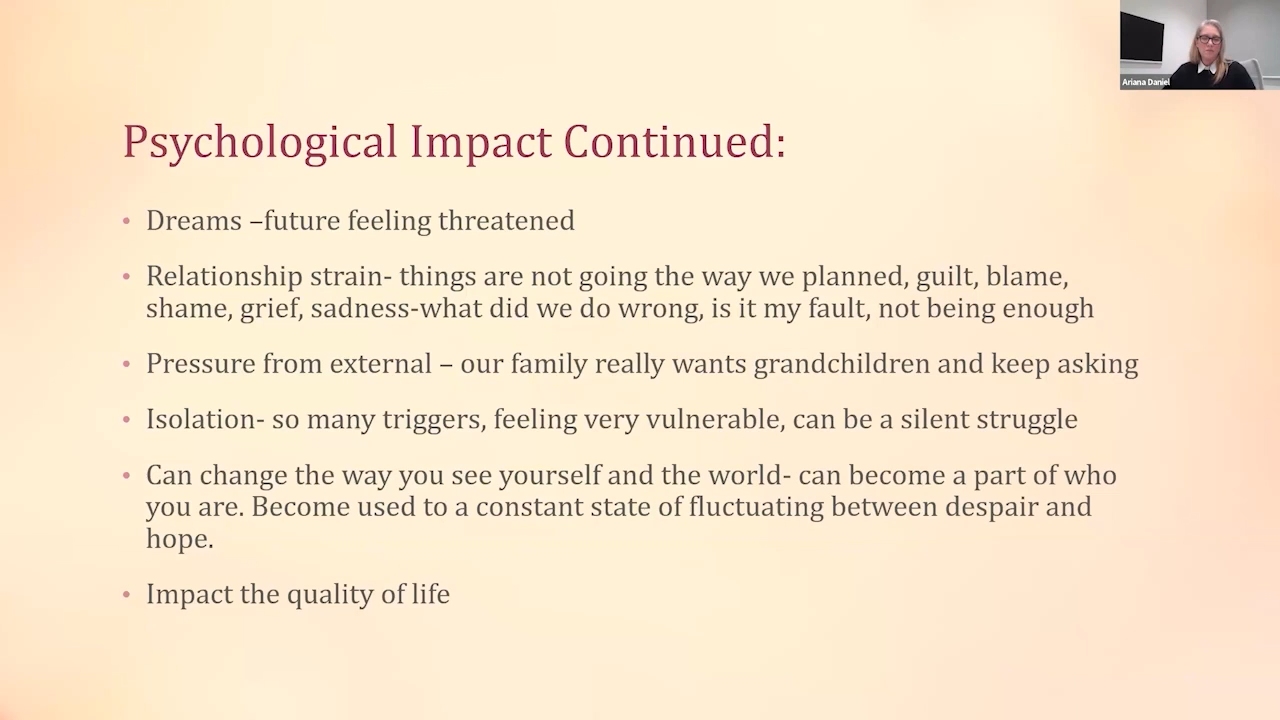 Ariana Daniel
Psychological Impact Continued:
• Dreams –future feeling threatened
• Relationship strain- things are not going the way we planned, guilt, blame,
shame, grief, sadness-what did we do wrong, is it my fault, not being enough
• Pressure from external – our family really wants grandchildren and keep asking
• Isolation- so many triggers, feeling very vulnerable, can be a silent struggle
• Can change the way you see yourself and the world- can become a part of who
you are. Become used to a constant state of fluctuating between despair and
hope.
• Impact the quality of life